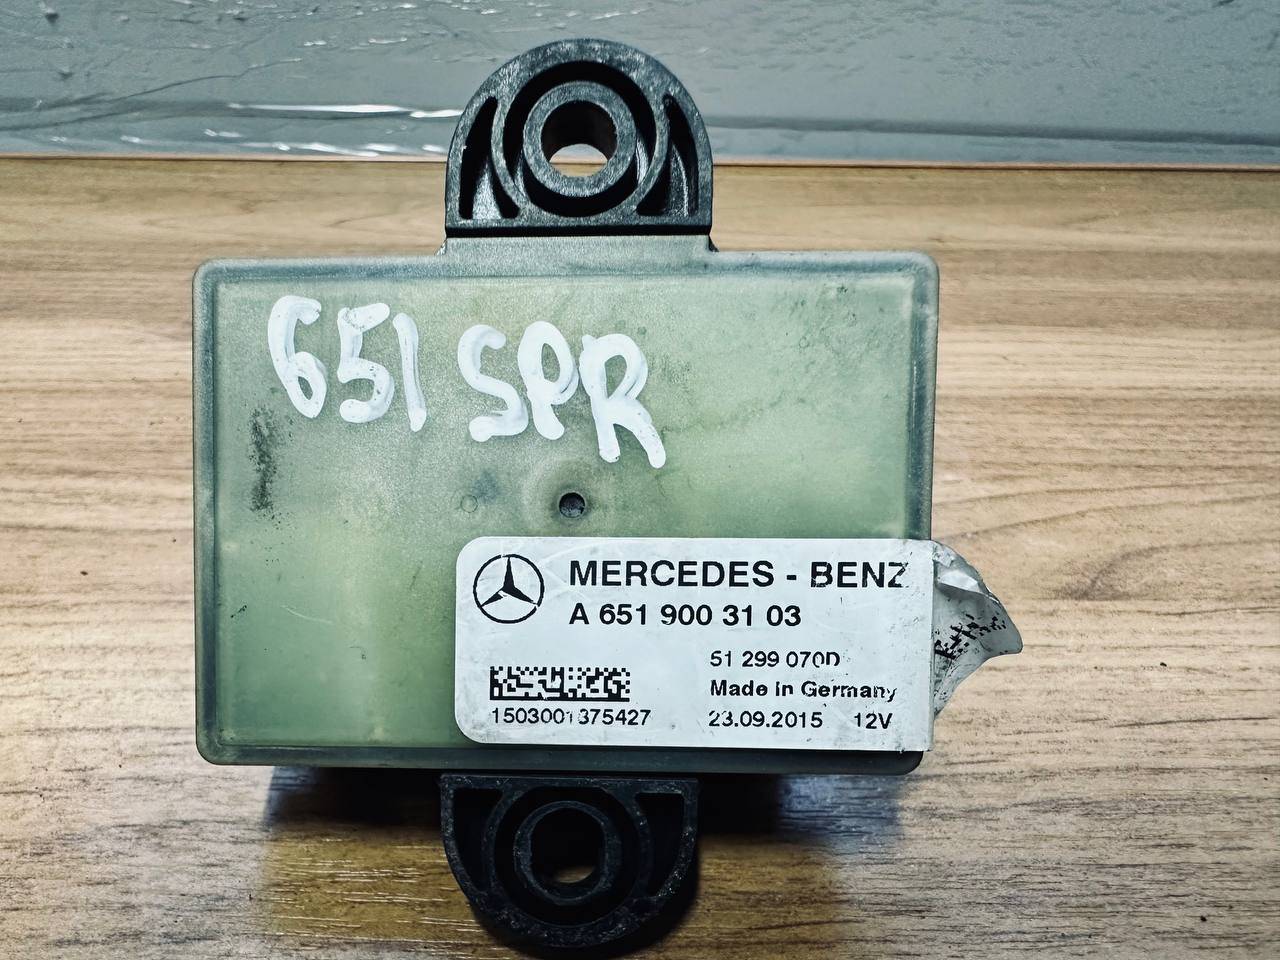 651 SPR
MERCEDES - BENZ
A 651 900 31 03
51 299 070D
Made in Germany
1503001375427
23.09.2015 12V